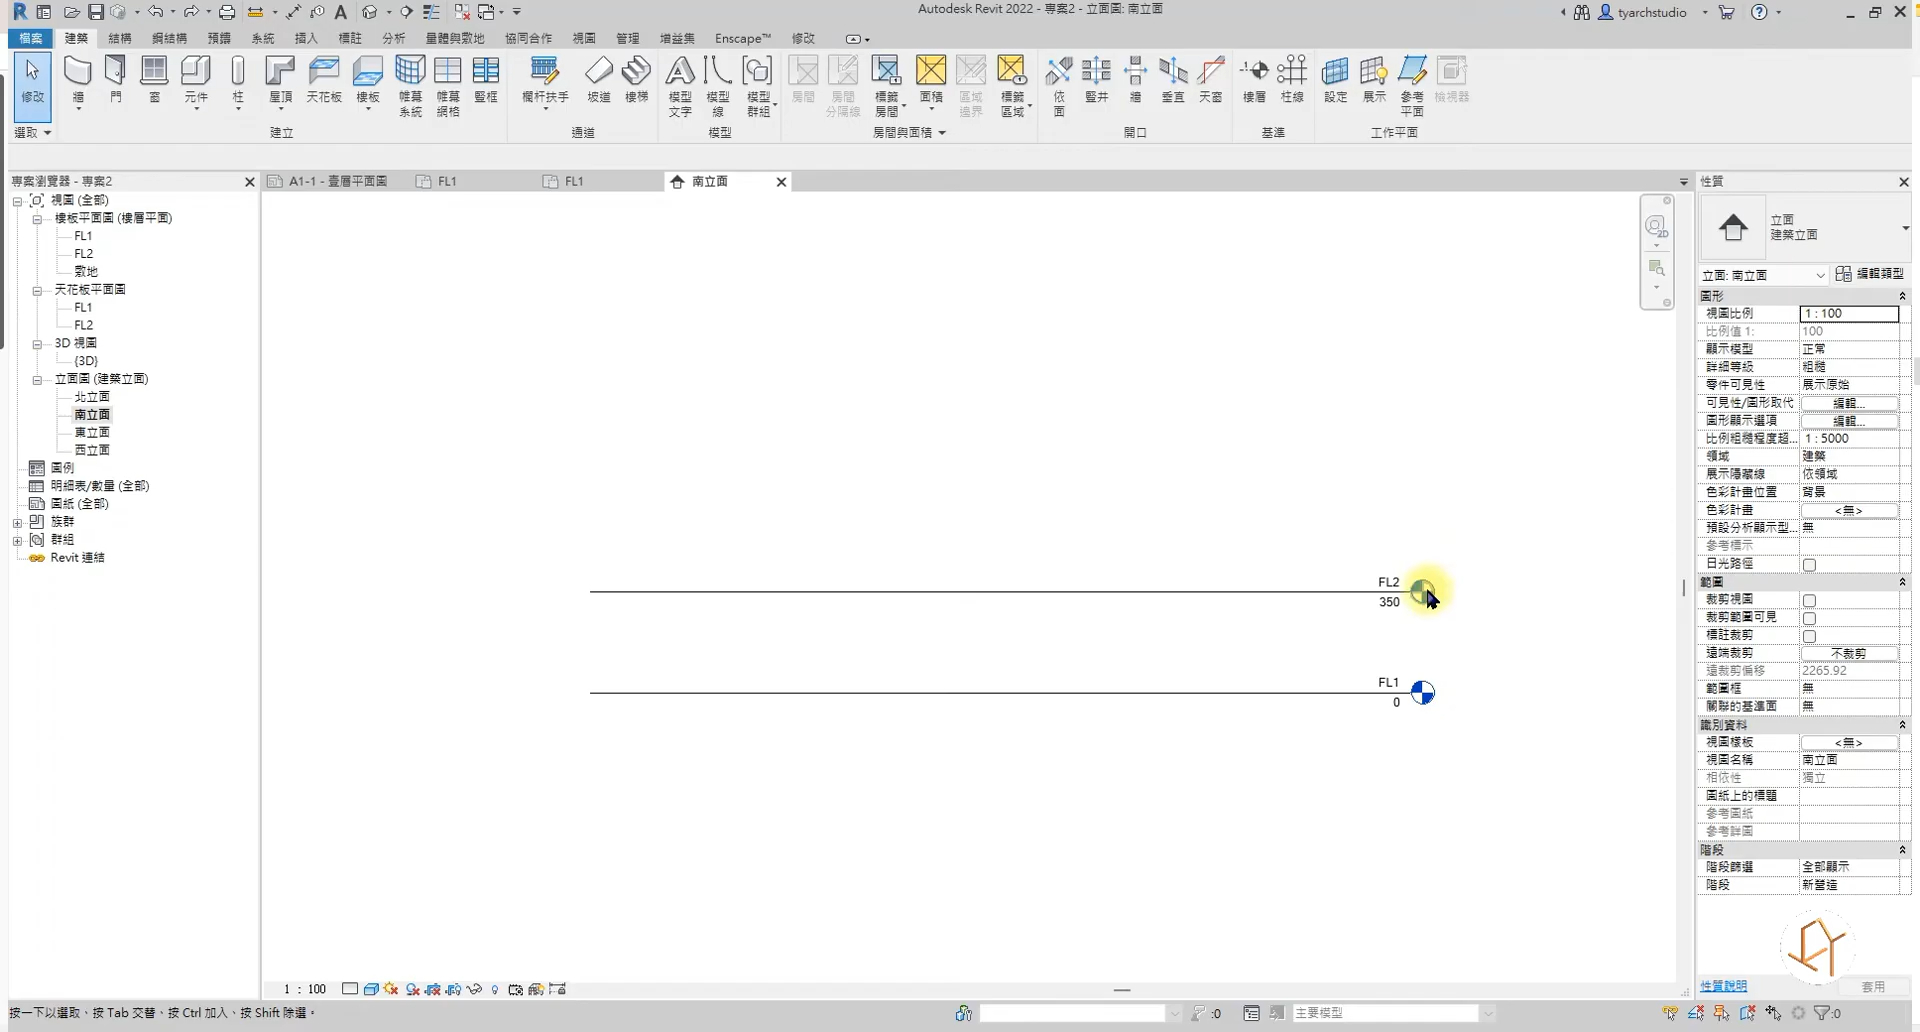 Autodesk Revit 2022 - 專案2 - 立面圖: 南立面
tyarchstudio
檔案 建築 結構 鋼結構 預鑄 系統 插入 標註 分析 量體與敷地 協同合作 視圖 管理 增益集 Enscape™ 修改
修改 牆 門 窗 元件 柱 屋頂 天花板 樓板 帷幕系統 帷幕網格 豎框 欄杆扶手 坡道 樓梯 模型文字 模型線 模型群組 房間 房間分隔線 標籤房間 面積 區域邊界 標籤區域 依面 豎井 牆 垂直 天窗 樓層 柱線 設定 展示 參考平面 檢視器
選取 建立 通道 模型 房間與面積 開口 基準 工作平面
專案瀏覽器 - 專案2
視圖 (全部)
樓板平面圖 (樓層平面)
FL1
FL2
敷地
天花板平面圖
FL1
FL2
3D 視圖
{3D}
立面圖 (建築立面)
北立面
南立面
東立面
西立面
圖例
明細表/數量 (全部)
圖紙 (全部)
族群
群組
Revit 連結
A1-1 - 壹層平面圖 FL1 FL1 南立面
FL2
350
FL1
0
2D
性質
立面
建築立面
立面: 南立面 編輯類型
圖形
視圖比例 1 : 100
比例值 1: 100
顯示模型 正常
詳細等級 粗糙
零件可見性 展示原始
可見性/圖形取代 編輯...
圖形顯示選項 編輯...
比例粗糙程度超... 1 : 5000
領域 建築
展示隱藏線 依領域
色彩計畫位置 背景
色彩計畫 <無>
預設分析顯示型... 無
參考標示
日光路徑
範圍
裁剪視圖
裁剪範圍可見
標註裁剪
遠端裁剪 不裁剪
遠裁剪偏移 2265.92
範圍框 無
關聯的基準面 無
識別資料
視圖樣板 <無>
視圖名稱 南立面
相依性 獨立
圖紙上的標題
參考圖紙
參考詳圖
階段
階段篩選 全部顯示
階段 新營造
性質說明 套用
1 : 100
按一下以選取、按 Tab 交替、按 Ctrl 加入、按 Shift 除選。
:0
主要模型
:0